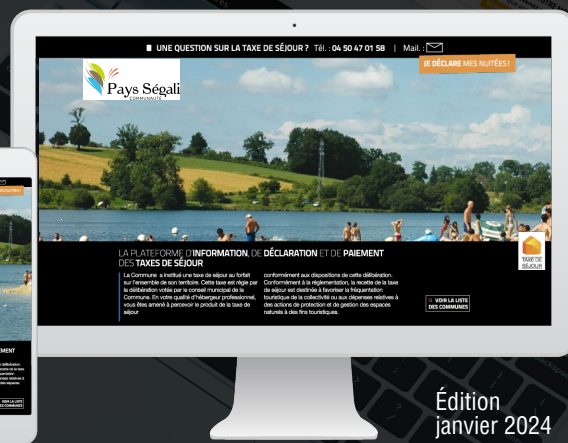 UNE QUESTION SUR LA TAXE DE SÉJOUR ? Tél. : 04 50 47 01 58 | Mail. :
JE DÉCLARE MES NUITÉES !
Pays Ségali
COMMUNAUTÉ
LA PLATEFORME D'INFORMATION, DE DÉCLARATION ET DE PAIEMENT
DES TAXES DE SÉJOUR
La Commune a institué une taxe de séjour au forfait
sur l'ensemble de son territoire. Cette taxe est régie par
la délibération votée par le conseil municipal de la
Commune. En votre qualité d'hébergeur professionnel,
vous êtes amené à percevoir le produit de la taxe de
séjour
conformément aux dispositions de cette délibération.
Conformément à la réglementation, la recette de la taxe
de séjour est destinée à favoriser la fréquentation
touristique de la collectivité ou aux dépenses relatives à
des actions de protection et de gestion des espaces
naturels à des fins touristiques.
TAXE DE
SÉJOUR
VOIR LA LISTE
DES COMMUNES
VOIR LA LISTE
DES COMMUNES
Édition
janvier 2024